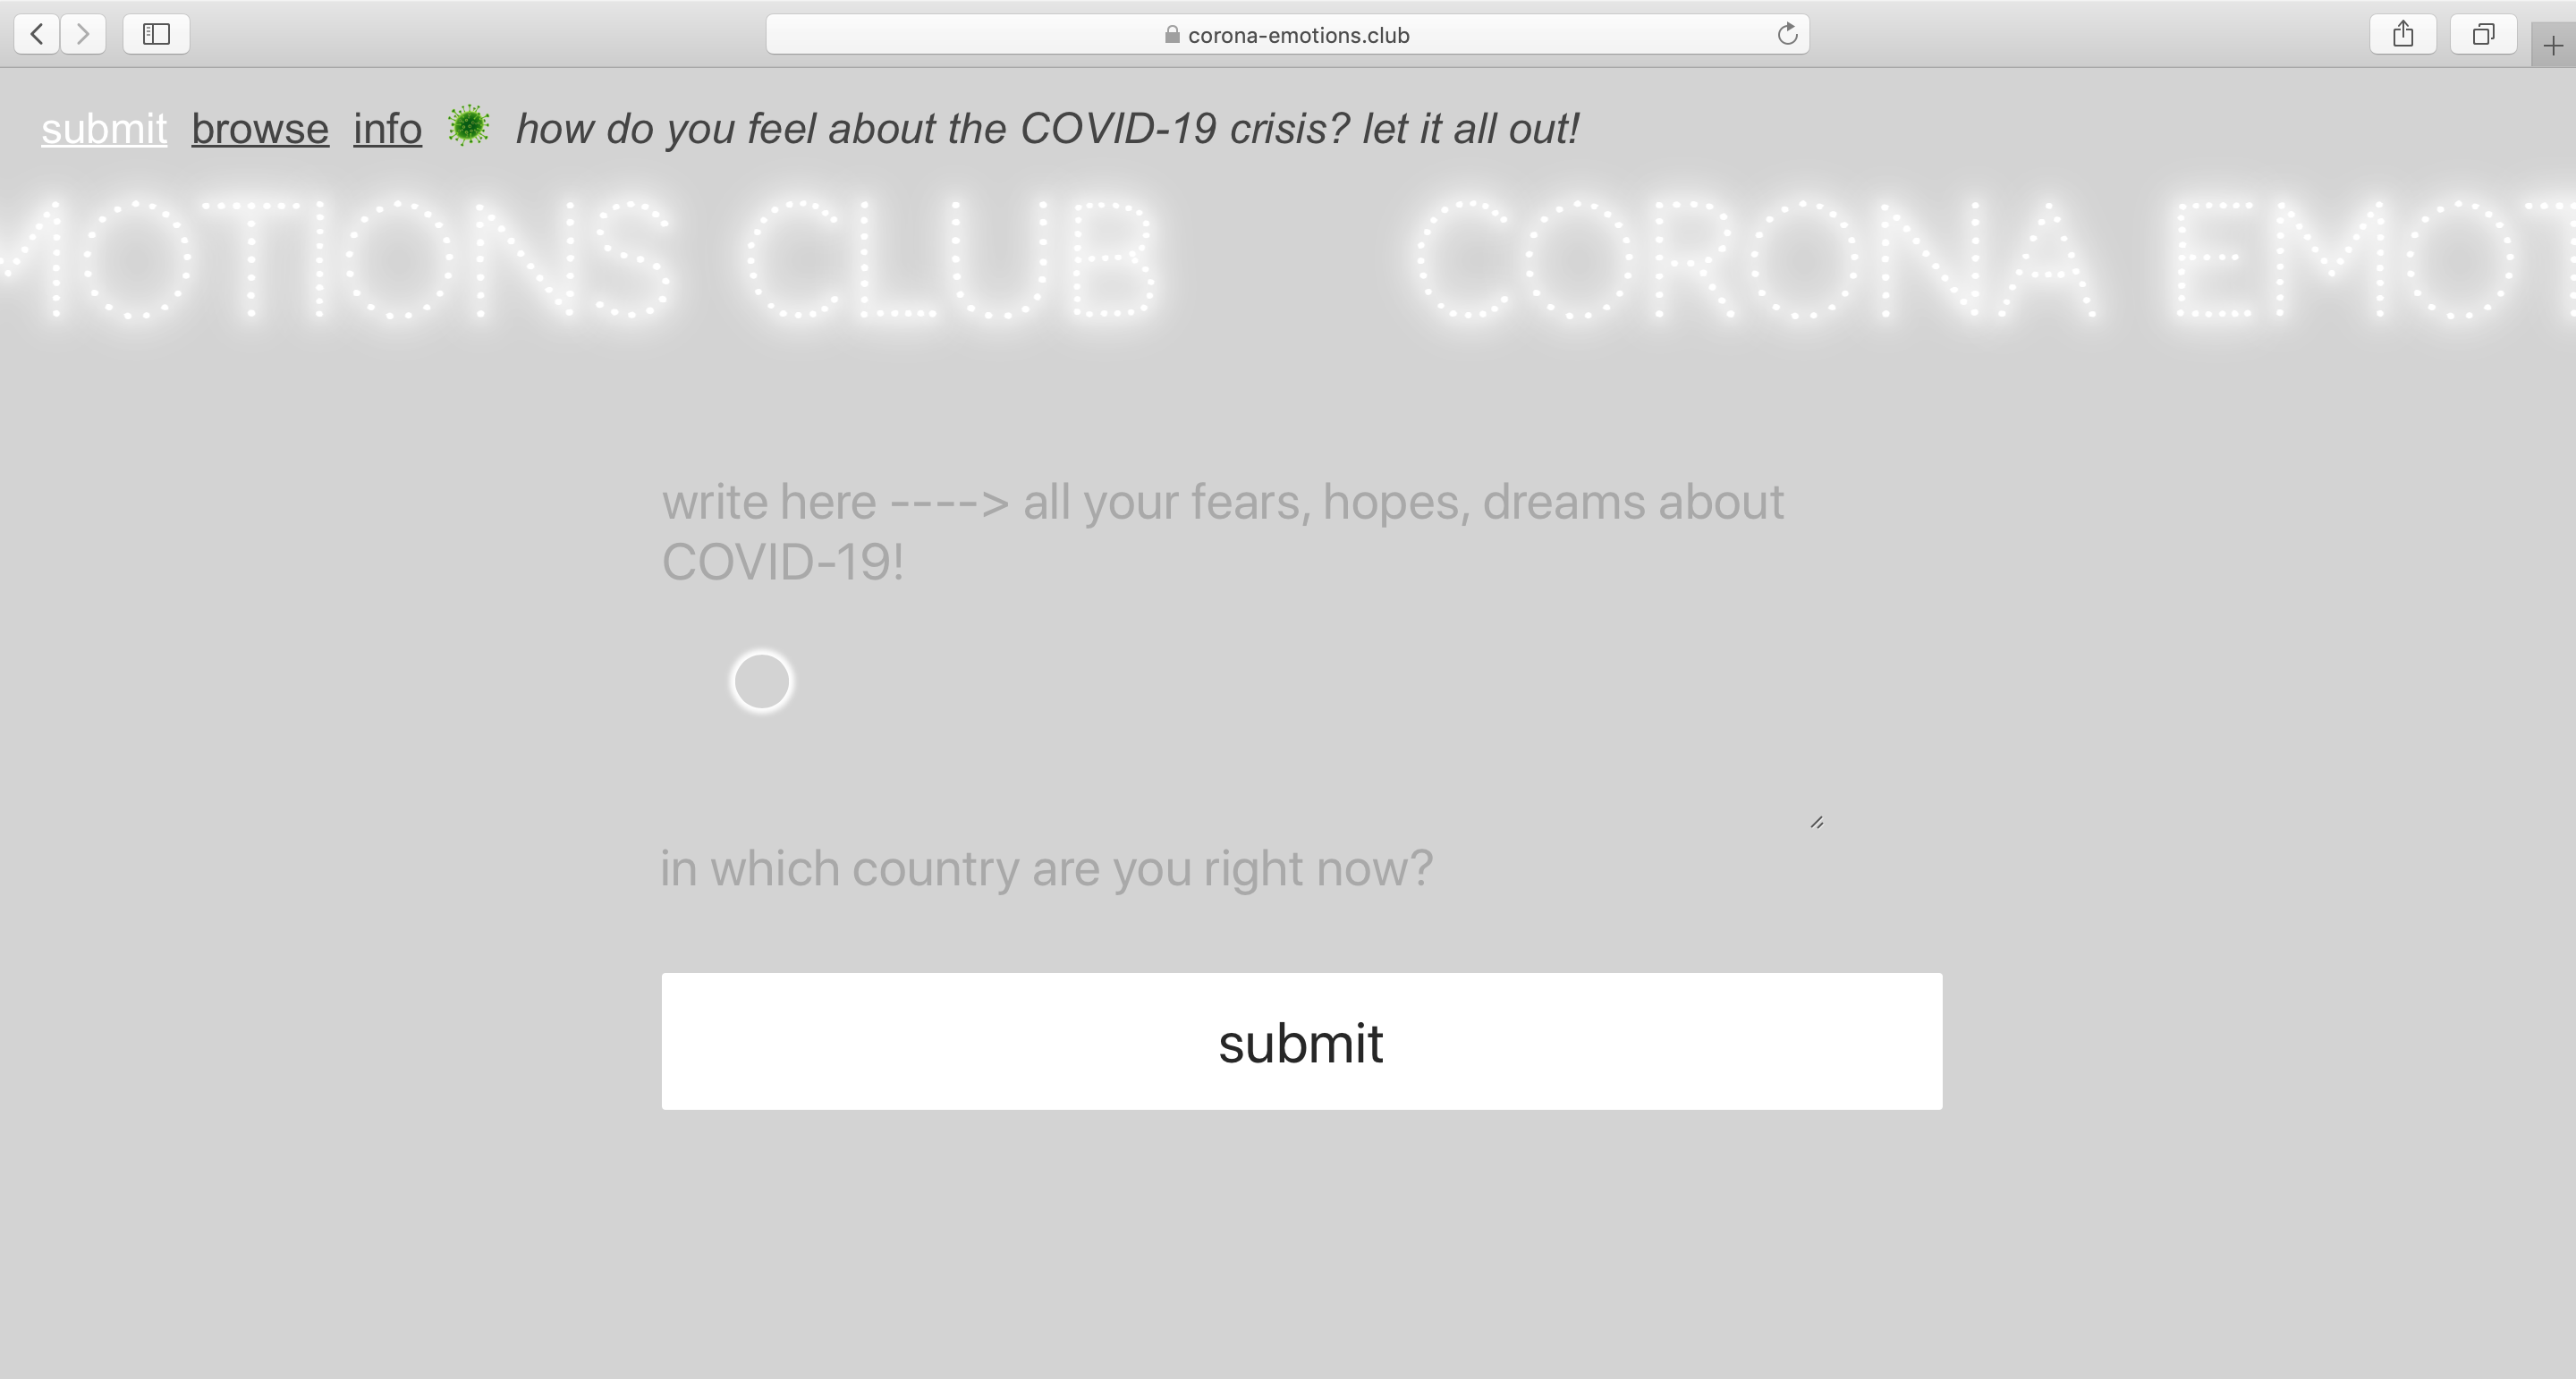 corona-emotions.club
submit browse info how do you feel about the COVID-19 crisis? let it all out!
MOTIONS CLUB CORONA EMOT
write here ----> all your fears, hopes, dreams about
COVID-19!
in which country are you right now?
submit